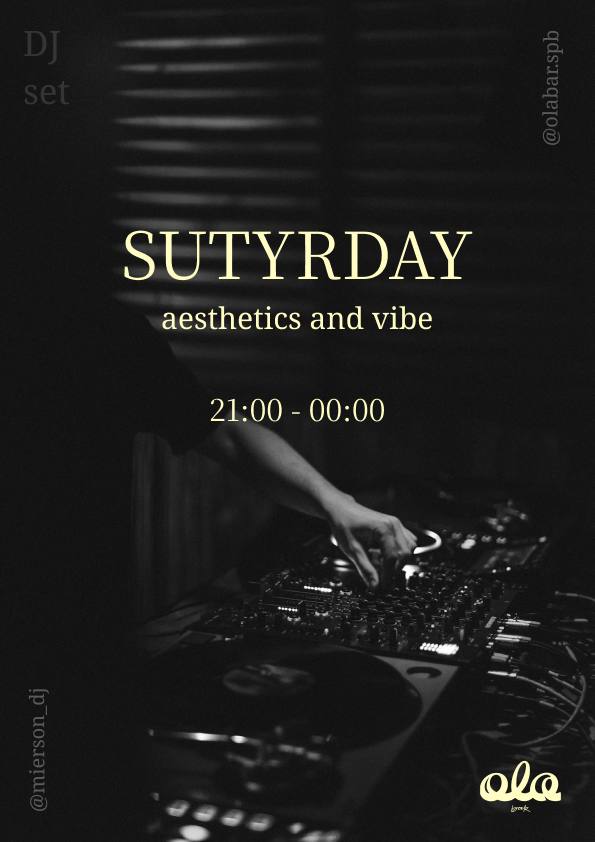 DJ
set
@olabar.spb
SUTYRDAY
aesthetics and vibe
21:00 - 00:00
@mierson_dj
ola